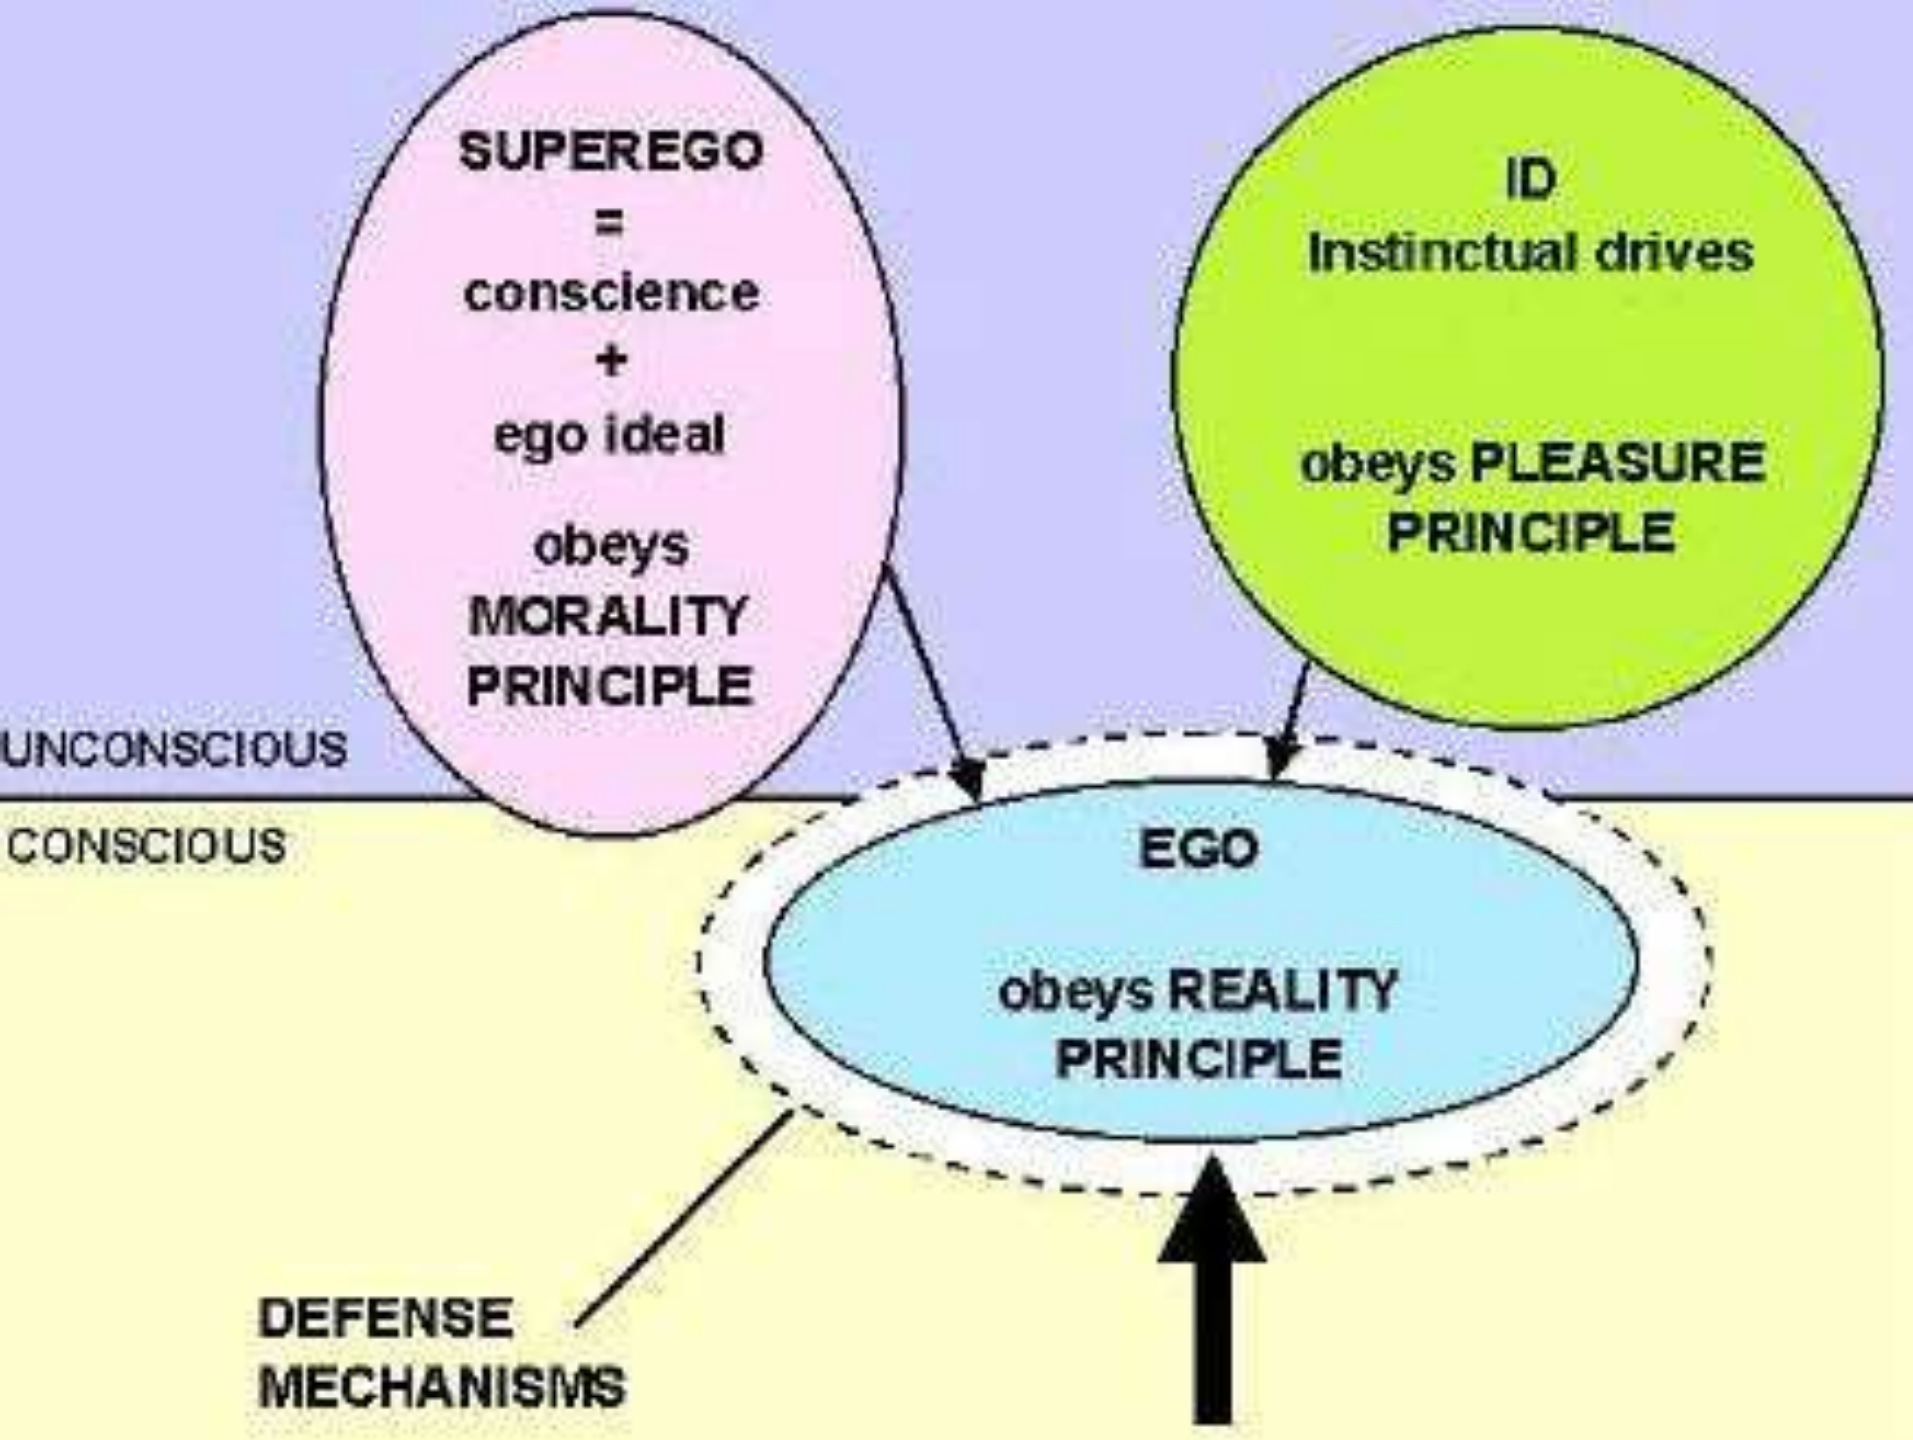 SUPEREGO
=
conscience
+
ego ideal
obeys
MORALITY
PRINCIPLE
ID
Instinctual drives
obeys PLEASURE
PRINCIPLE
UNCONSCIOUS
CONSCIOUS
EGO
obeys REALITY
PRINCIPLE
DEFENSE
MECHANISMS